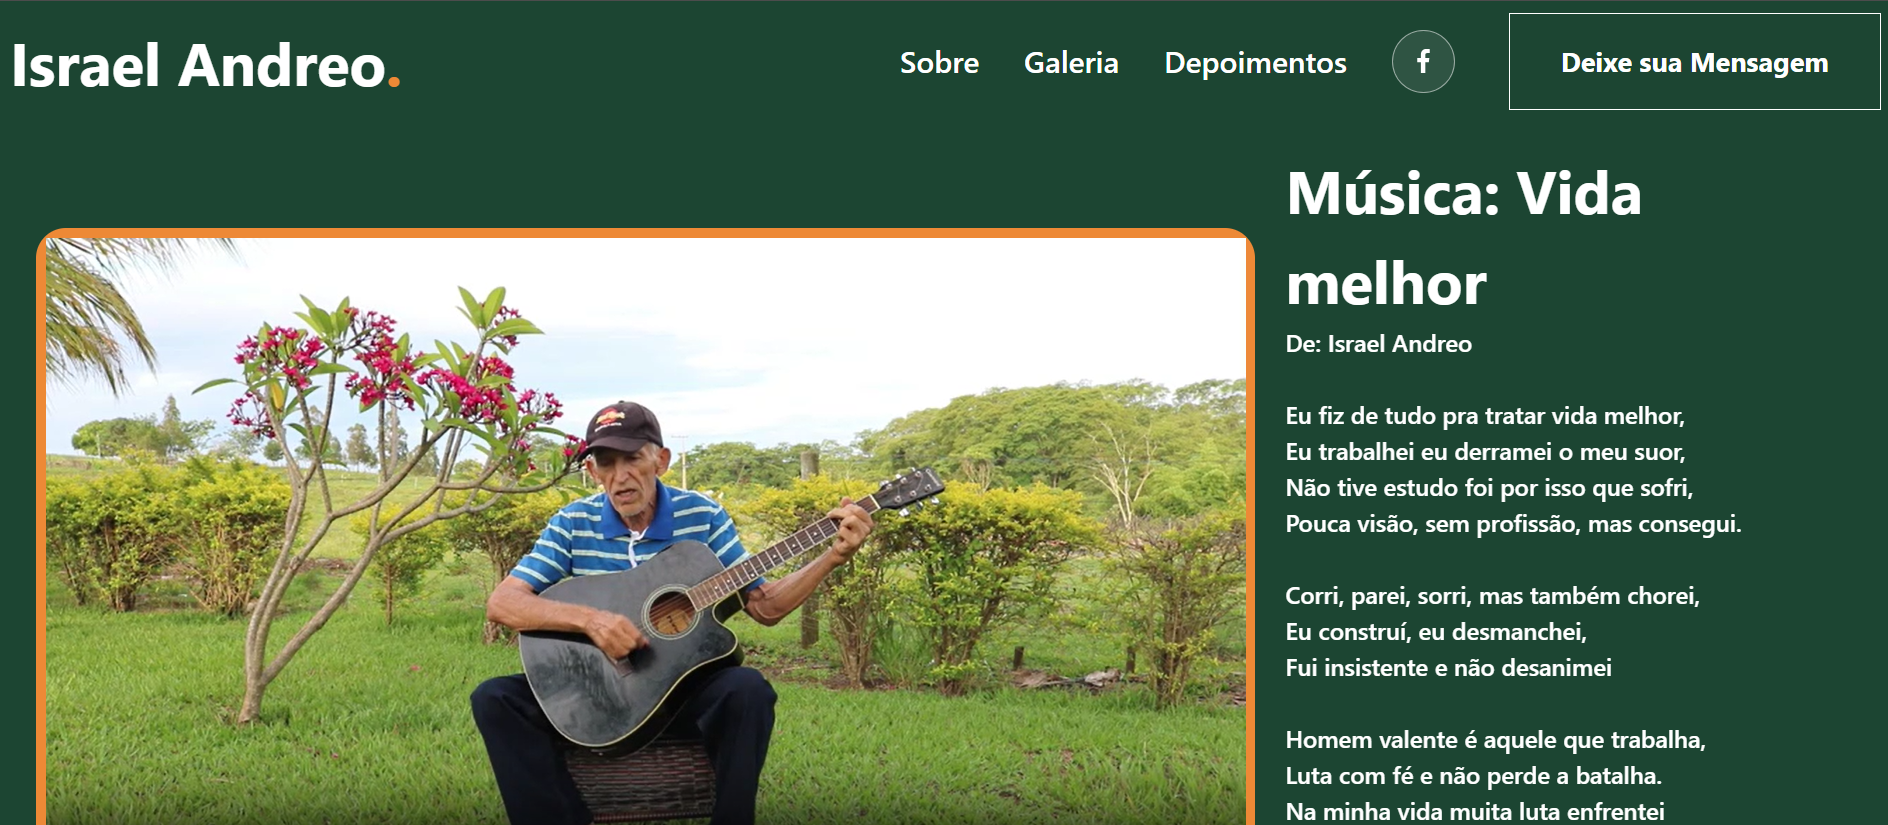 Israel Andreo.
Sobre
Galeria
Depoimentos
f
Deixe sua Mensagem
Música: Vida
melhor
De: Israel Andreo
Eu fiz de tudo pra tratar vida melhor,
Eu trabalhei eu derramei o meu suor,
Não tive estudo foi por isso que sofri,
Pouca visão, sem profissão, mas consegui.
Corri, parei, sorri, mas também chorei,
Eu construí, eu desmanchei,
Fui insistente e não desanimei
Homem valente é aquele que trabalha,
Luta com fé e não perde a batalha.
Na minha vida muita luta enfrentei